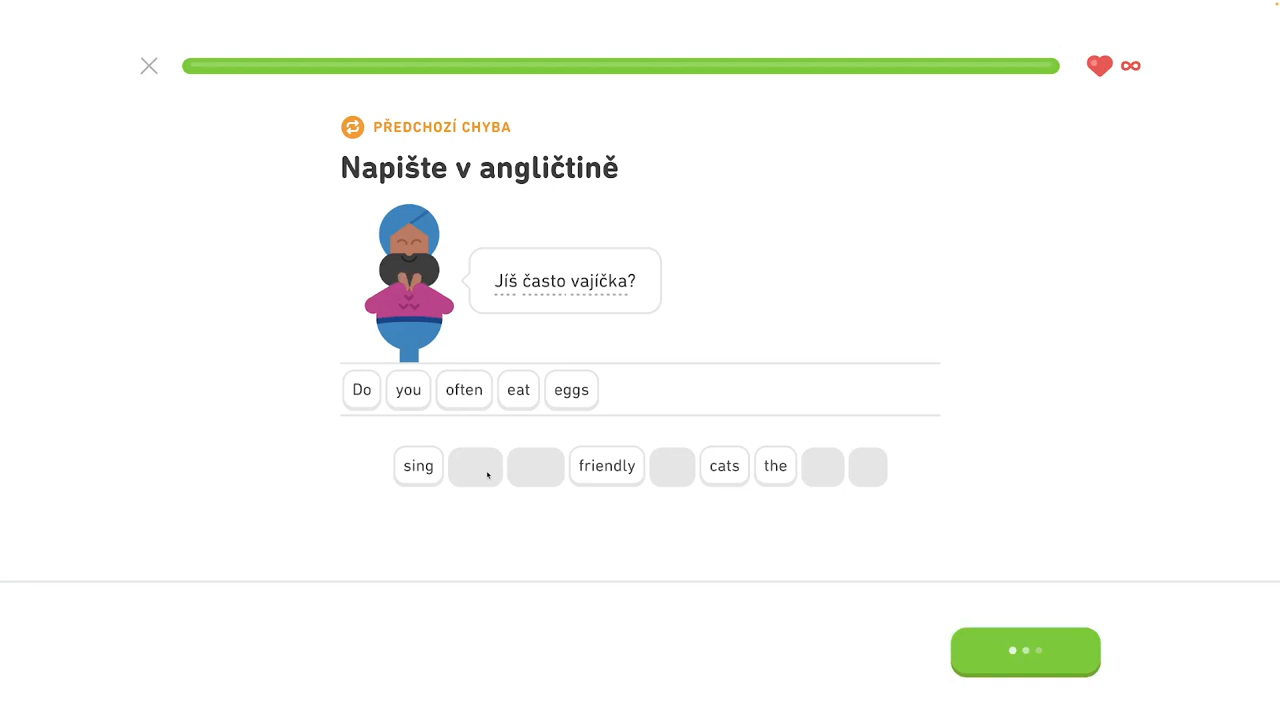 PŘEDCHOZÍ CHYBA
Napište v angličtině
Jíš často vajíčka?
Do you often eat eggs
sing friendly cats the